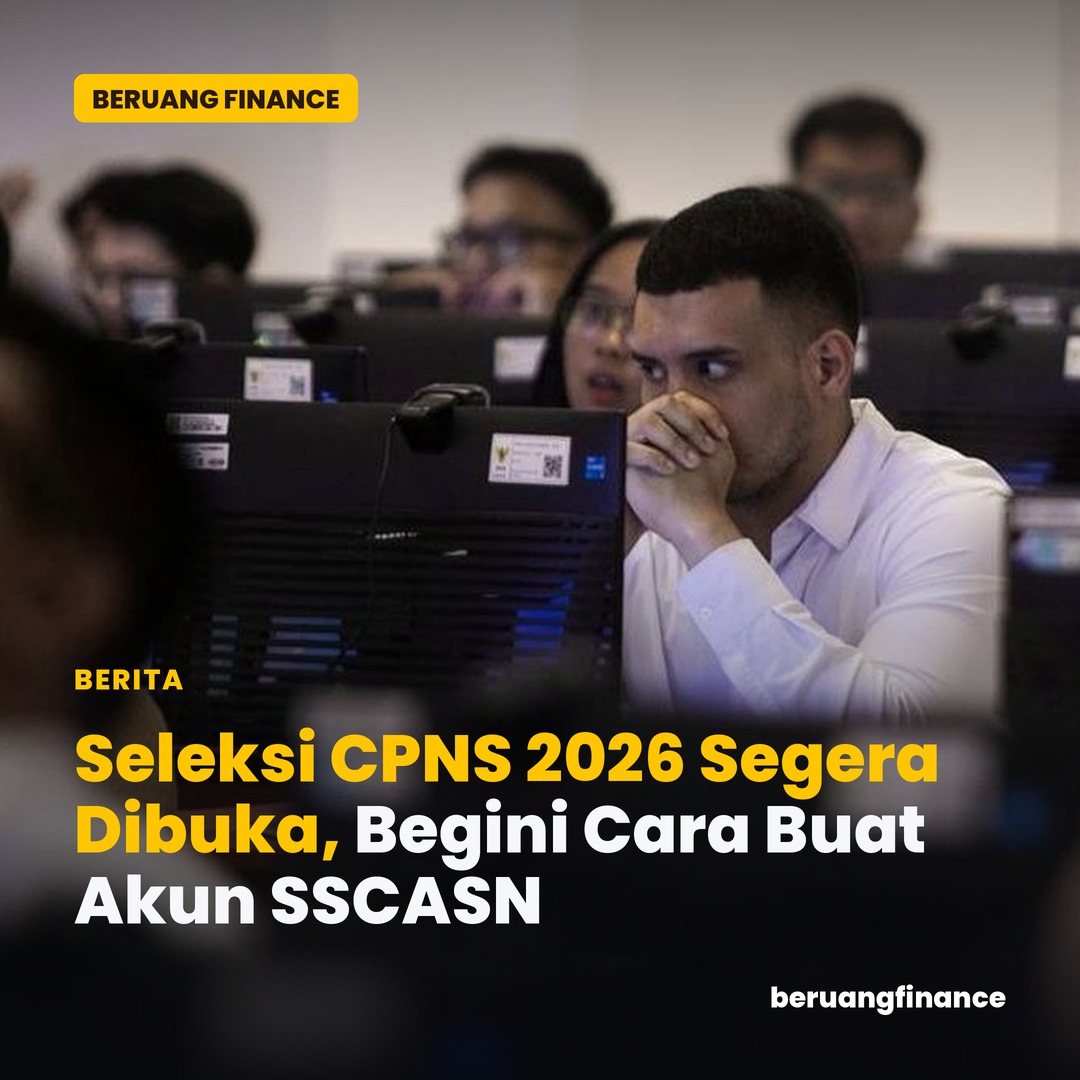 BERUANG FINANCE
BERITA
Seleksi CPNS 2026 Segera
Dibuka, Begini Cara Buat
Akun SSCASN
beruangfinance